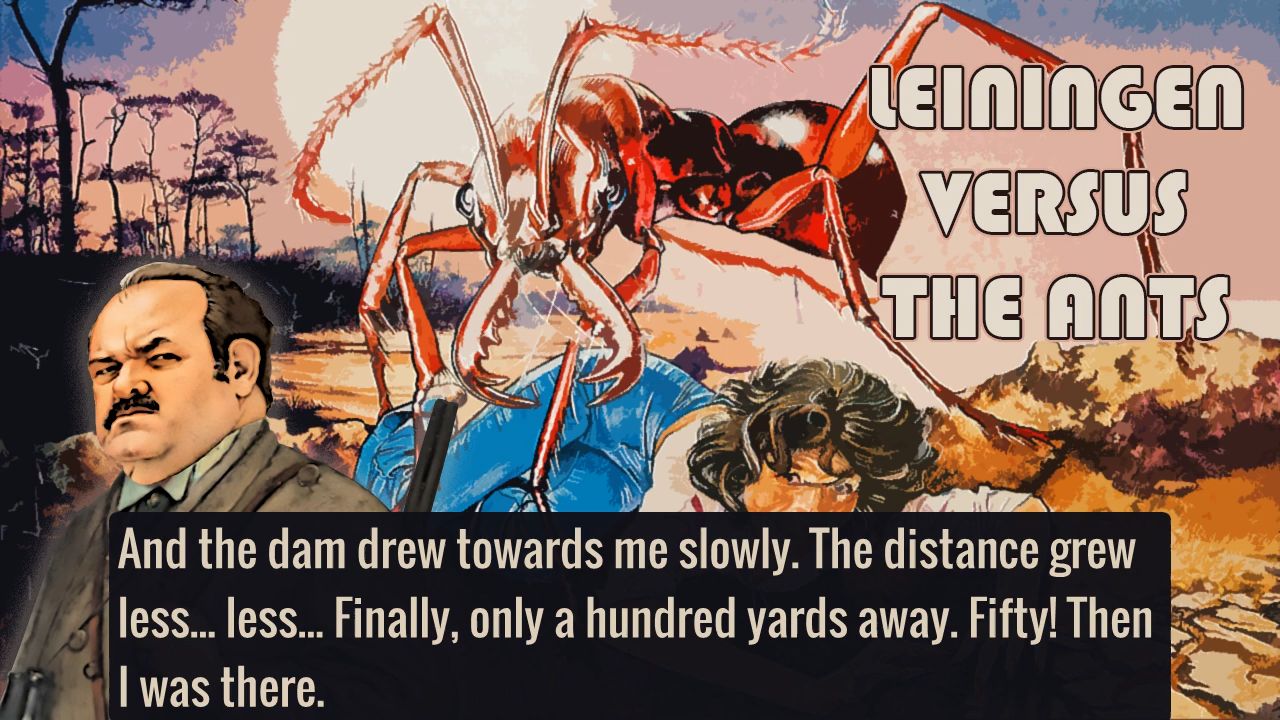 LEININGEN
VERSUS
THE ANTS
And the dam drew towards me slowly. The distance grew
less... less... Finally, only a hundred yards away. Fifty! Then
I was there.